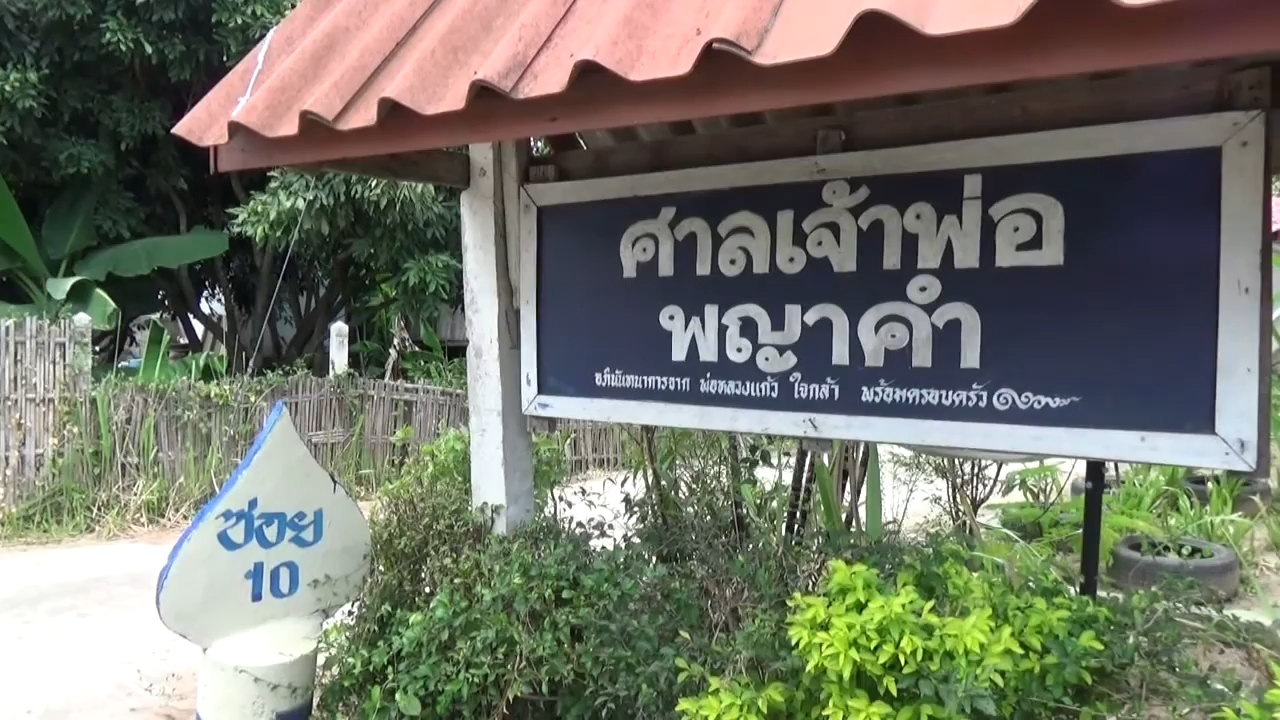 ศาลเจ้าพ่อ
พญาคำ
อภินันทนาการจาก พ่อหลวงแก้ว ใจกล้า พร้อมครอบครัว
ซ่อย
10